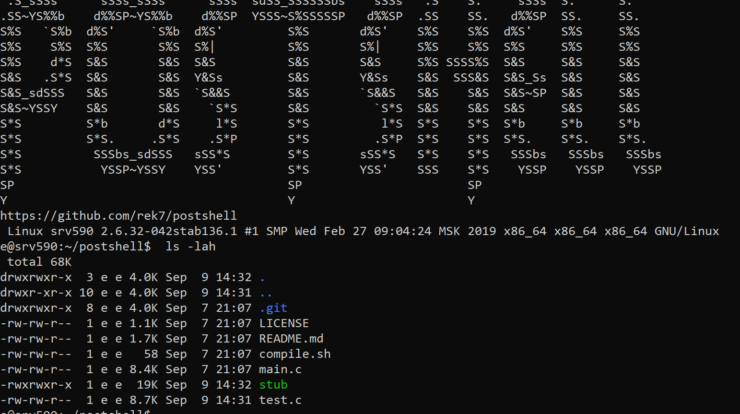 .S_sSSs sSSs_sSSs sSSs sdSS_SSSSSSbs sSSs .S S. sSSs S. S.
.SS~YS%%b d%%SP~YS%%b d%%SP YSSS~S%SSSSSP d%%SP .SS SS. d%%SP SS. SS.
S%S `S%b d%S' `S%b d%S' S%S d%S' S%S S%S d%S' S%S S%S
S%S S%S S%S S%S S%| S%S S%| S%S S%S S%S S%S S%S
S%S d*S S&S S&S S&S S&S S&S S%S SSSS%S S&S S&S S&S
S&S .S*S S&S S&S Y&Ss S&S Y&Ss S&S SSS&S S&S_Ss S&S S&S
S&S_sdSSS S&S S&S `S&&S S&S `S&&S S&S S&S S&S~SP S&S S&S
S&S~YSSY S&S S&S `S*S S&S `S*S S&S S&S S&S S&S S&S
S*S S*b d*S l*S S*S l*S S*S S*S S*b S*b S*b
S*S S*S. .S*S .S*P S*S .S*P S*S S*S S*S. S*S. S*S.
S*S SSSbs_sdSSS sSS*S S*S sSS*S S*S S*S SSSbs SSSbs SSSbs
S*S YSSP~YSSY YSS' S*S YSS' SSS S*S YSSP YSSP YSSP
SP SP SP
Y Y Y
https://github.com/rek7/postshell
Linux srv590 2.6.32-042stab136.1 #1 SMP Wed Feb 27 09:04:24 MSK 2019 x86_64 x86_64 x86_64 GNU/Linux
e@srv590:~/postshell$ ls -lah
total 68K
drwxrwxr-x 3 e e 4.0K Sep 9 14:32 .
drwxr-xr-x 10 e e 4.0K Sep 9 14:31 ..
drwxrwxr-x 8 e e 4.0K Sep 7 21:07 .git
-rw-rw-r-- 1 e e 1.1K Sep 7 21:07 LICENSE
-rw-rw-r-- 1 e e 1.7K Sep 7 21:07 README.md
-rw-rw-r-- 1 e e 58 Sep 7 21:07 compile.sh
-rw-rw-r-- 1 e e 8.4K Sep 7 21:07 main.c
-rwxrwxr-x 1 e e 19K Sep 9 14:32 stub
-rw-rw-r-- 1 e e 8.7K Sep 9 14:31 test.c
e@srv590:~/postshell$